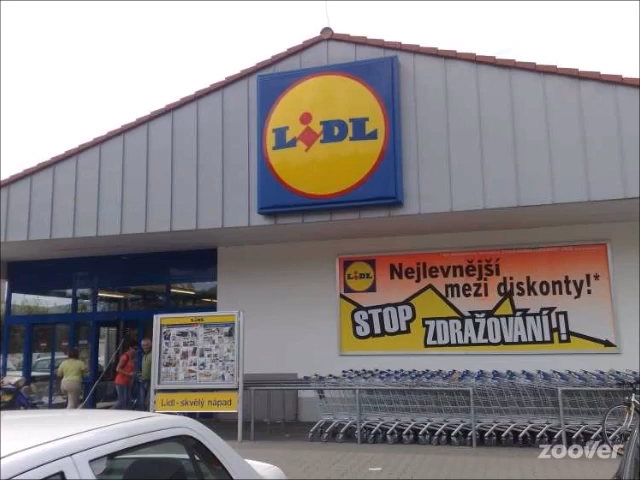 LIDL
LIDL
Nejlevnější
mezi diskonty!*
STOP ZDRAŽOVÁNÍ!
LIDL
Lidl - skvělý nápad
zoover